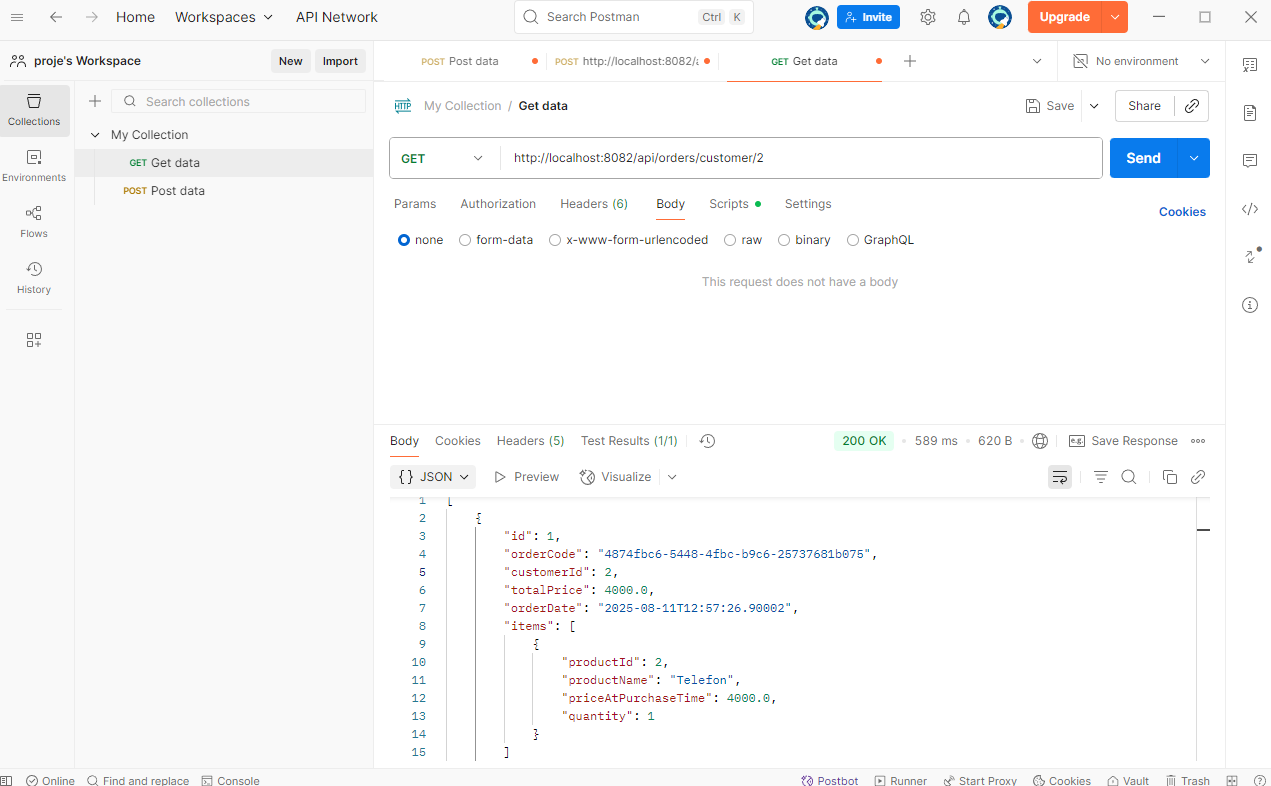 Home Workspaces API Network Search Postman Ctrl K Invite Upgrade
proje's Workspace New Import POST Post data POST http://localhost:8082/ GET Get data No environment
Collections
Environments
Flows
History
Search collections
My Collection
GET Get data
POST Post data
HTTP My Collection / Get data Save Share
GET http://localhost:8082/api/orders/customer/2 Send
Params Authorization Headers (6) Body Scripts Settings Cookies
none form-data x-www-form-urlencoded raw binary GraphQL
This request does not have a body
Body Cookies Headers (5) Test Results (1/1) 200 OK 589 ms 620 B e.g. Save Response
{} JSON Preview Visualize
1 [
2 {
3 "id": 1,
4 "orderCode": "4874fbc6-5448-4fbc-b9c6-25737681b075",
5 "customerId": 2,
6 "totalPrice": 4000.0,
7 "orderDate": "2025-08-11T12:57:26.90002",
8 "items": [
9 {
10 "productId": 2,
11 "productName": "Telefon",
12 "priceAtPurchaseTime": 4000.0,
13 "quantity": 1
14 }
15 ]
Online Find and replace Console Postbot Runner Start Proxy Cookies Vault Trash